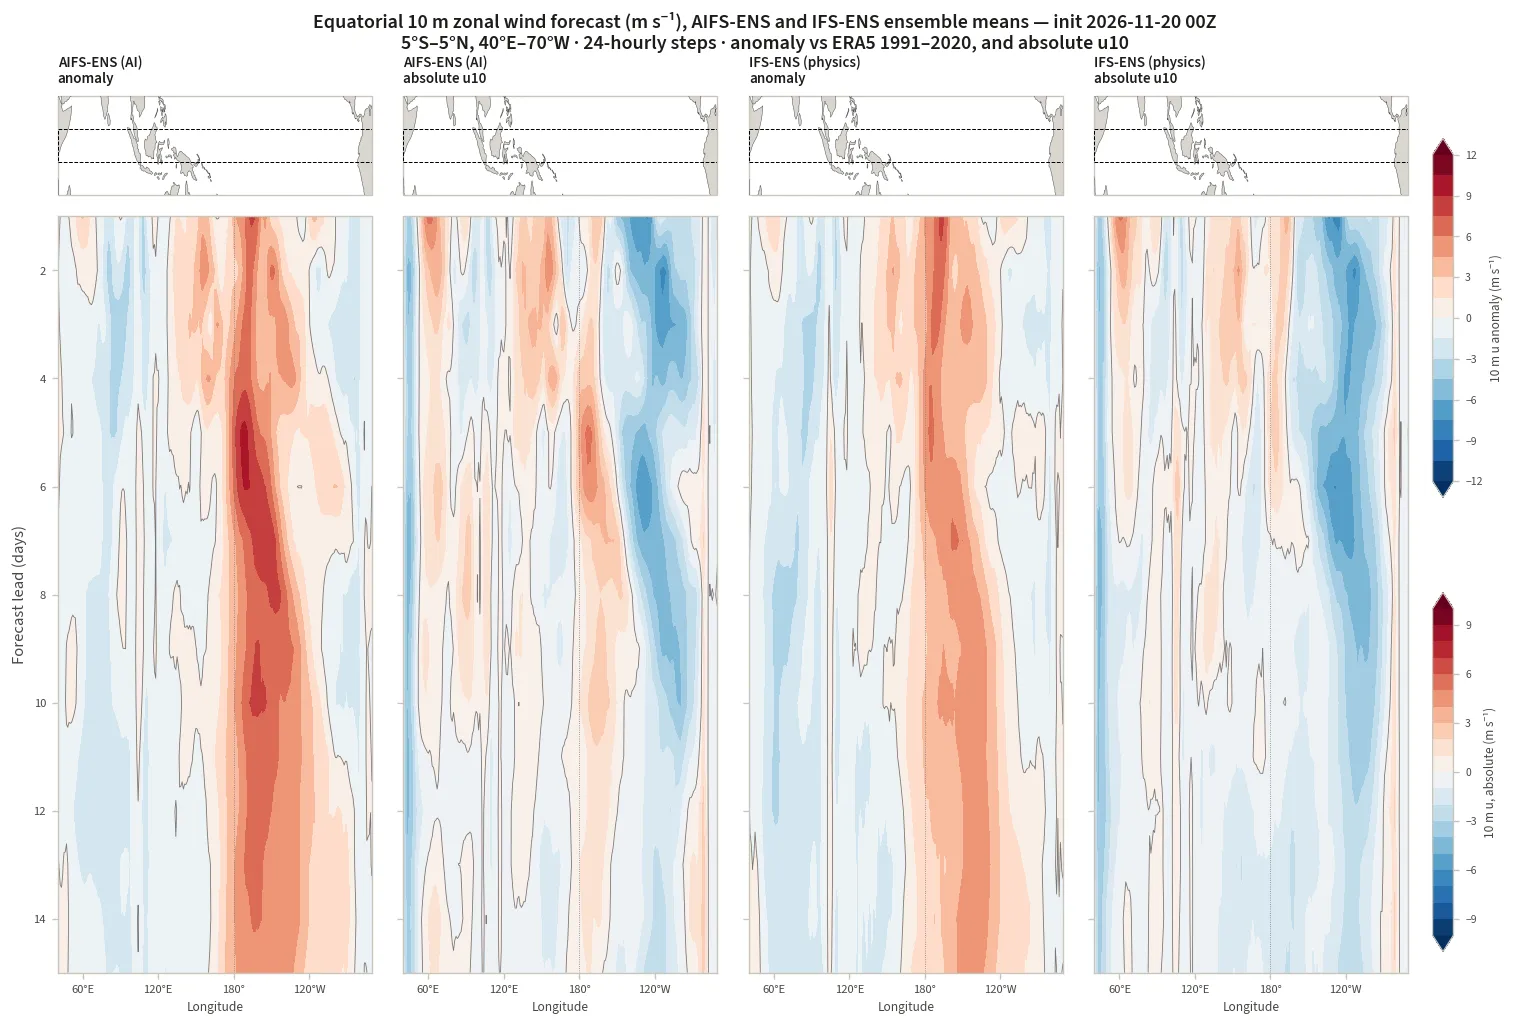 Equatorial 10 m zonal wind forecast (m s⁻¹), AIFS-ENS and IFS-ENS ensemble means — init 2026-11-20 00Z
5°S–5°N, 40°E–70°W · 24-hourly steps · anomaly vs ERA5 1991–2020, and absolute u10
AIFS-ENS (AI)
anomaly
AIFS-ENS (AI)
absolute u10
IFS-ENS (physics)
anomaly
IFS-ENS (physics)
absolute u10
Forecast lead (days)
2
4
6
8
10
12
14
60°E
120°E
180°
120°W
Longitude
60°E
120°E
180°
120°W
Longitude
60°E
120°E
180°
120°W
Longitude
60°E
120°E
180°
120°W
Longitude
12
9
6
3
0
−3
−6
−9
−12
10 m u anomaly (m s⁻¹)
9
6
3
0
−3
−6
−9
10 m u, absolute (m s⁻¹)